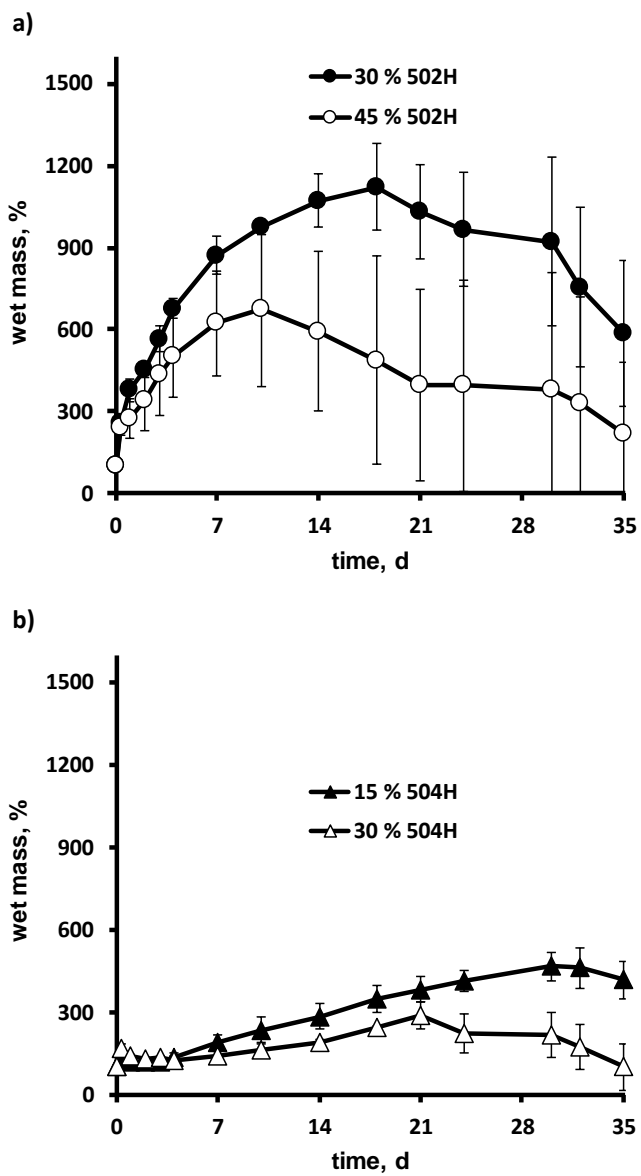 a)
1500
1200
900
600
300
0
wet mass, %
30 % 502H
45 % 502H
0 7 14 21 28 35
time, d
b)
1500
1200
900
600
300
0
wet mass, %
15 % 504H
30 % 504H
0 7 14 21 28 35
time, d